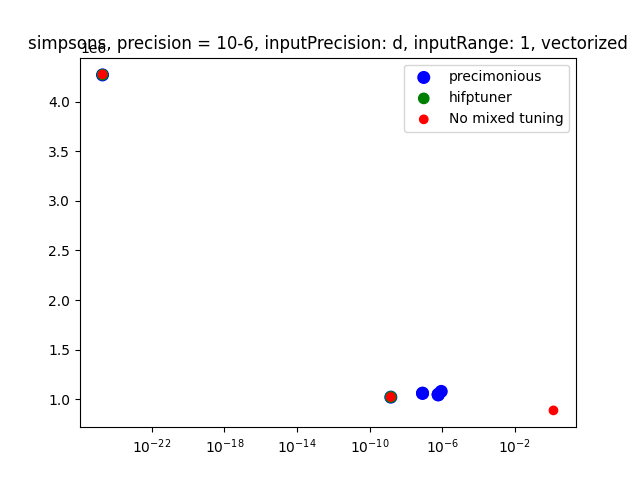 simpsons, precision = 10-6, inputPrecision: d, inputRange: 1, vectorized
1e6
precimonious
hifptuner
No mixed tuning
4.0
3.5
3.0
2.5
2.0
1.5
1.0
10⁻²² 10⁻¹⁸ 10⁻¹⁴ 10⁻¹⁰ 10⁻⁶ 10⁻²